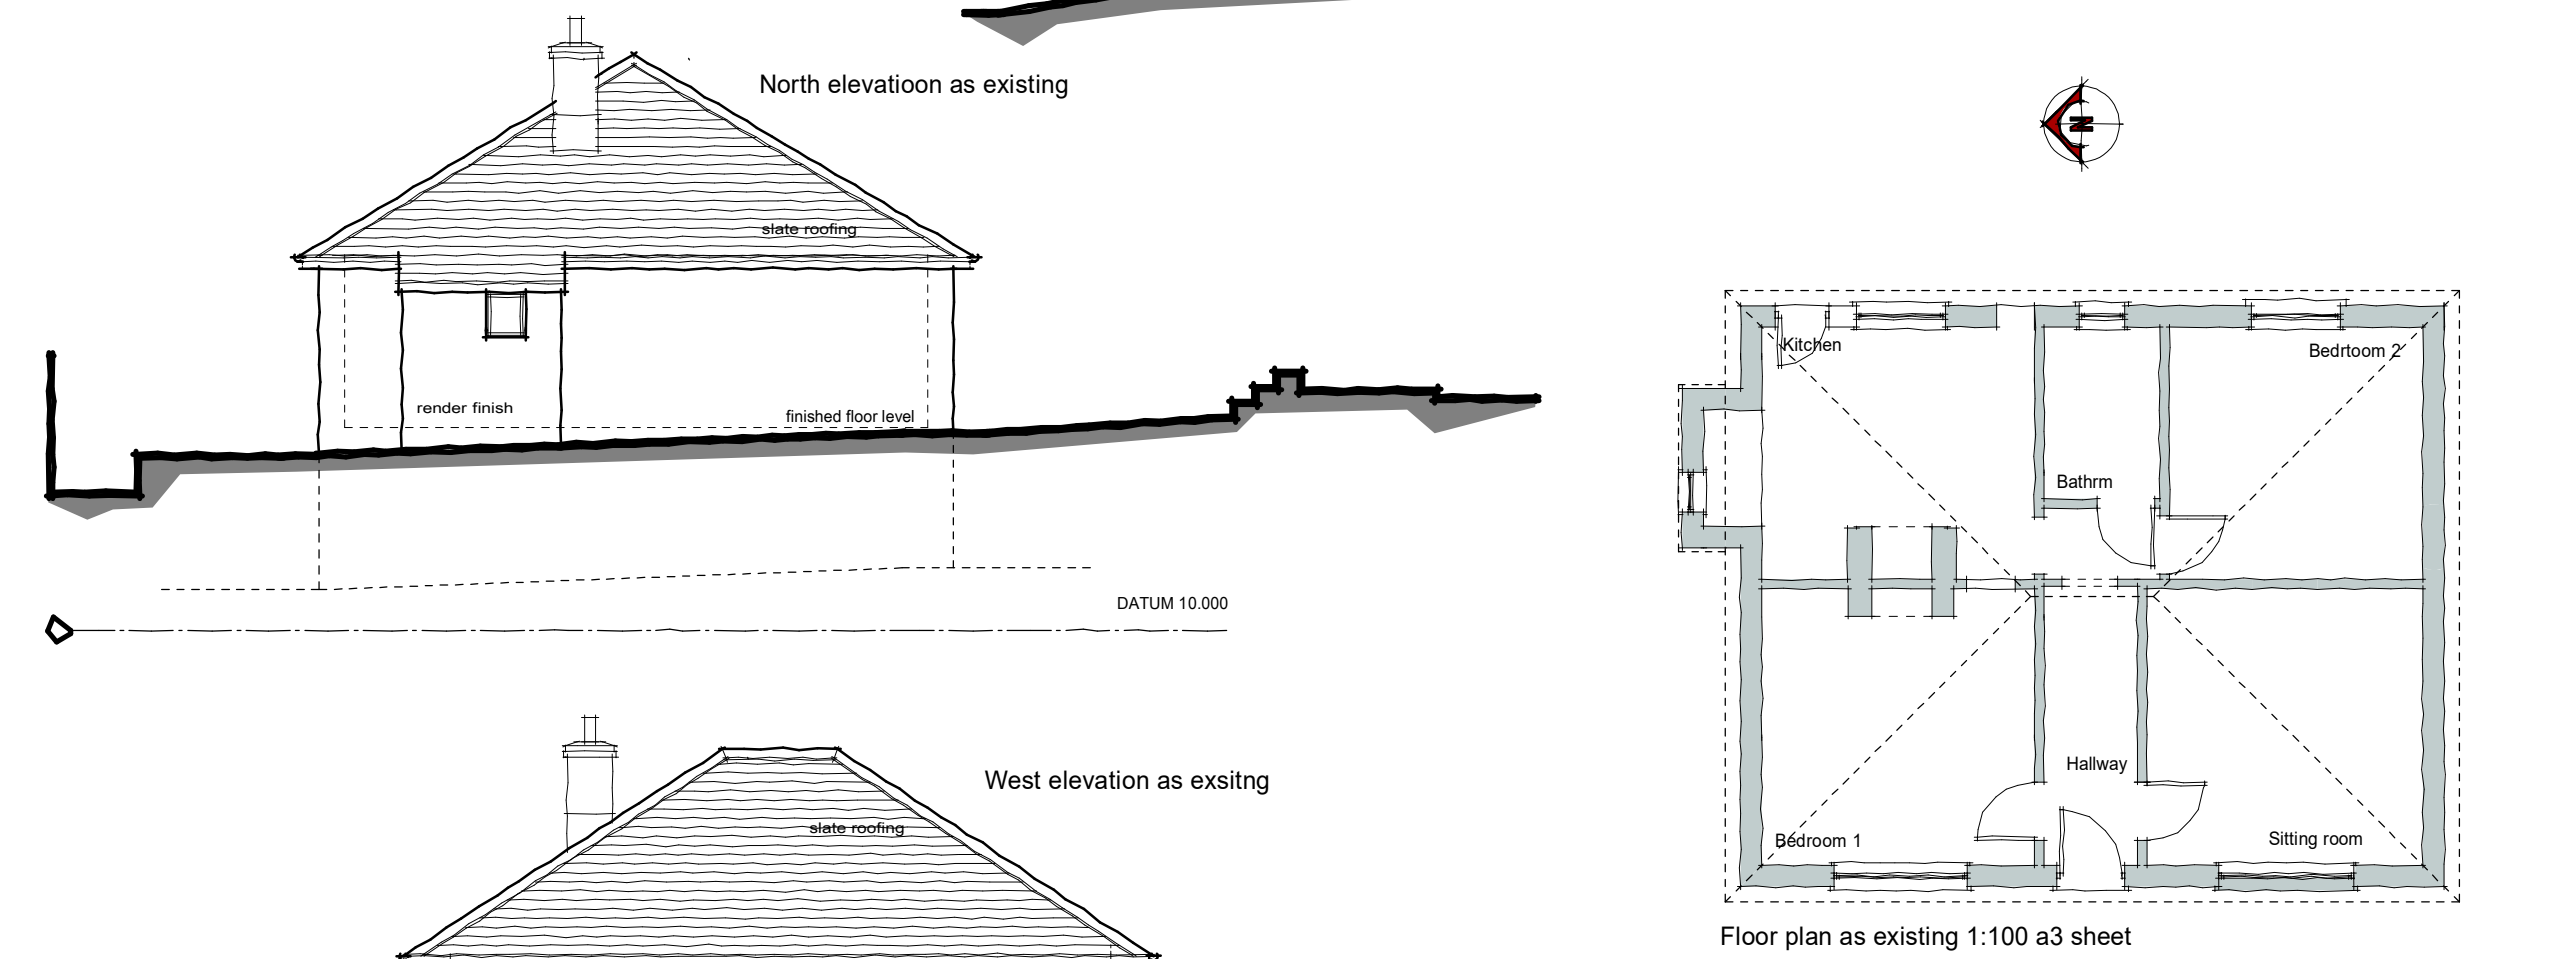 North elevatioon as existing
slate roofing
render finish
finished floor level
DATUM 10.000
West elevation as exsitng
slate roofing
N
Kitchen
Bedrtoom 2
Bathrm
Hallway
Bedroom 1
Sitting room
Floor plan as existing 1:100 a3 sheet